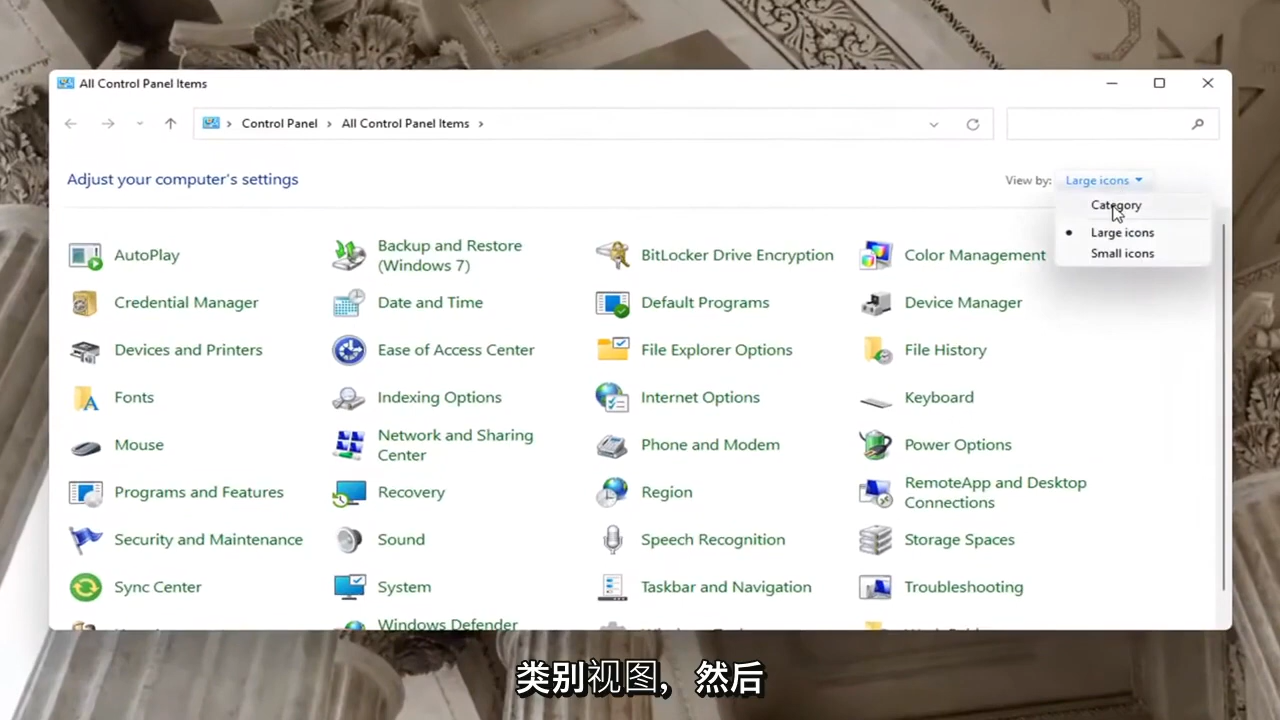 All Control Panel Items
Control Panel
All Control Panel Items
Adjust your computer's settings
View by:
Large icons
Category
Large icons
Small icons
AutoPlay
Backup and Restore
(Windows 7)
BitLocker Drive Encryption
Color Management
Credential Manager
Date and Time
Default Programs
Device Manager
Devices and Printers
Ease of Access Center
File Explorer Options
File History
Fonts
Indexing Options
Internet Options
Keyboard
Mouse
Network and Sharing
Center
Phone and Modem
Power Options
Programs and Features
Recovery
Region
RemoteApp and Desktop
Connections
Security and Maintenance
Sound
Speech Recognition
Storage Spaces
Sync Center
System
Taskbar and Navigation
Troubleshooting
Windows Defender
类别视图，然后